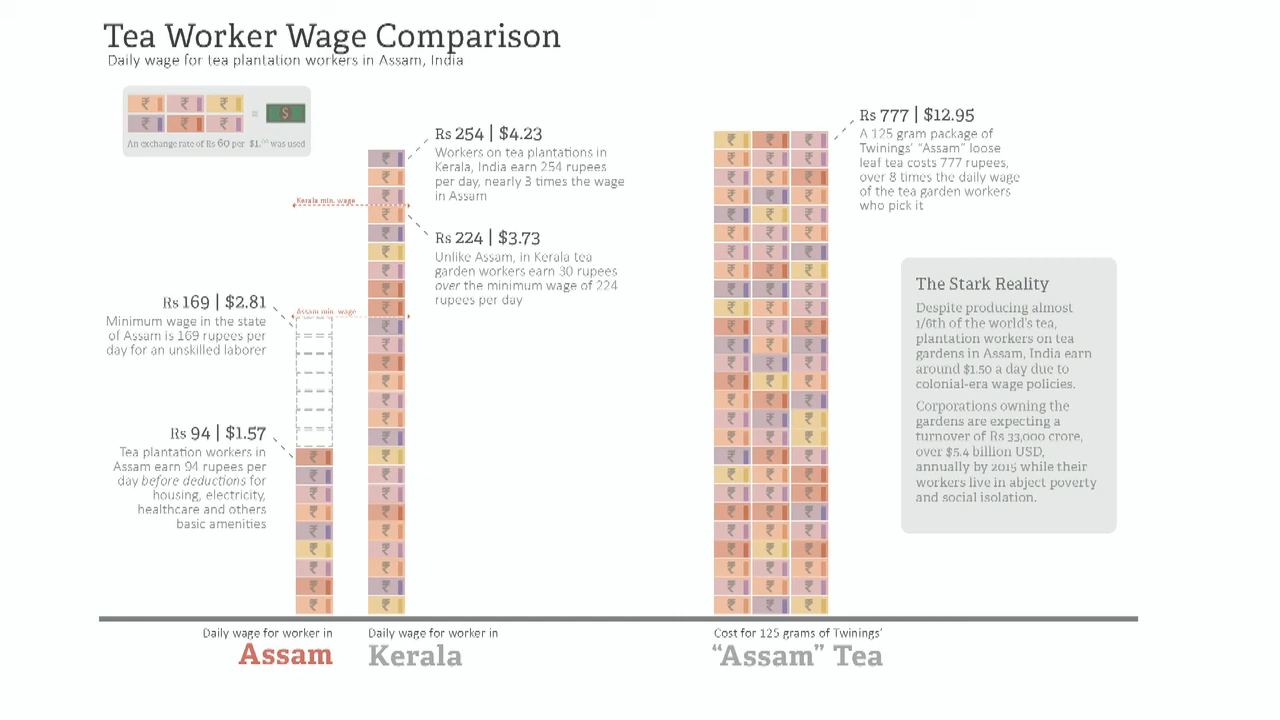 Tea Worker Wage Comparison
Daily wage for tea plantation workers in Assam, India
An exchange rate of Rs 60 per $1.00 was used
Rs 254 | $4.23
Workers on tea plantations in
Kerala, India earn 254 rupees
per day, nearly 3 times the wage
in Assam
Kerala min. wage
Rs 224 | $3.73
Unlike Assam, in Kerala tea
garden workers earn 30 rupees
over the minimum wage of 224
rupees per day
Rs 169 | $2.81
Minimum wage in the state
of Assam is 169 rupees per
day for an unskilled laborer
Assam min. wage
Rs 94 | $1.57
Tea plantation workers in
Assam earn 94 rupees per
day before deductions for
housing, electricity,
healthcare and others
basic amenities
Rs 777 | $12.95
A 125 gram package of
Twinings' "Assam" loose
leaf tea costs 777 rupees,
over 8 times the daily wage
of the tea garden workers
who pick it
The Stark Reality
Despite producing almost
1/6th of the world's tea,
plantation workers on tea
gardens in Assam, India earn
around $1.50 a day due to
colonial-era wage policies.
Corporations owning the
gardens are expecting a
turnover of Rs 33,000 crore,
over $5.4 billion USD,
annually by 2015 while their
workers live in abject poverty
and social isolation.
Daily wage for worker in
Assam
Daily wage for worker in
Kerala
Cost for 125 grams of Twinings'
"Assam" Tea